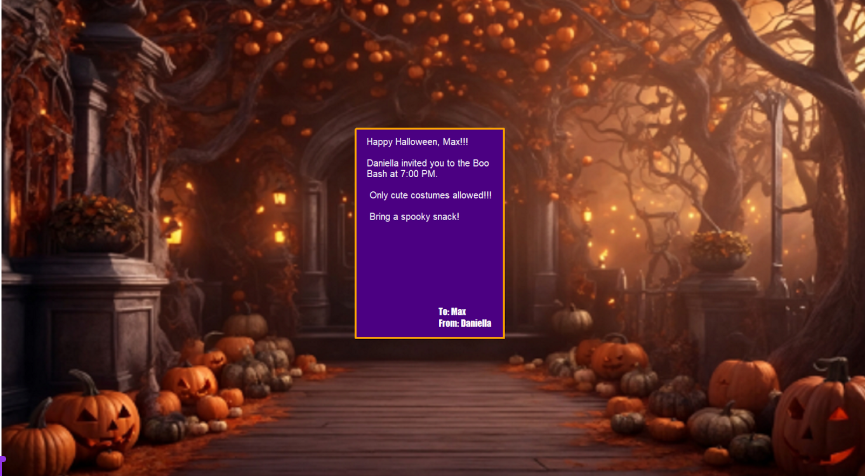 Happy Halloween, Max!!!
Daniella invited you to the Boo
Bash at 7:00 PM.
Only cute costumes allowed!!!
Bring a spooky snack!
To: Max
From: Daniella